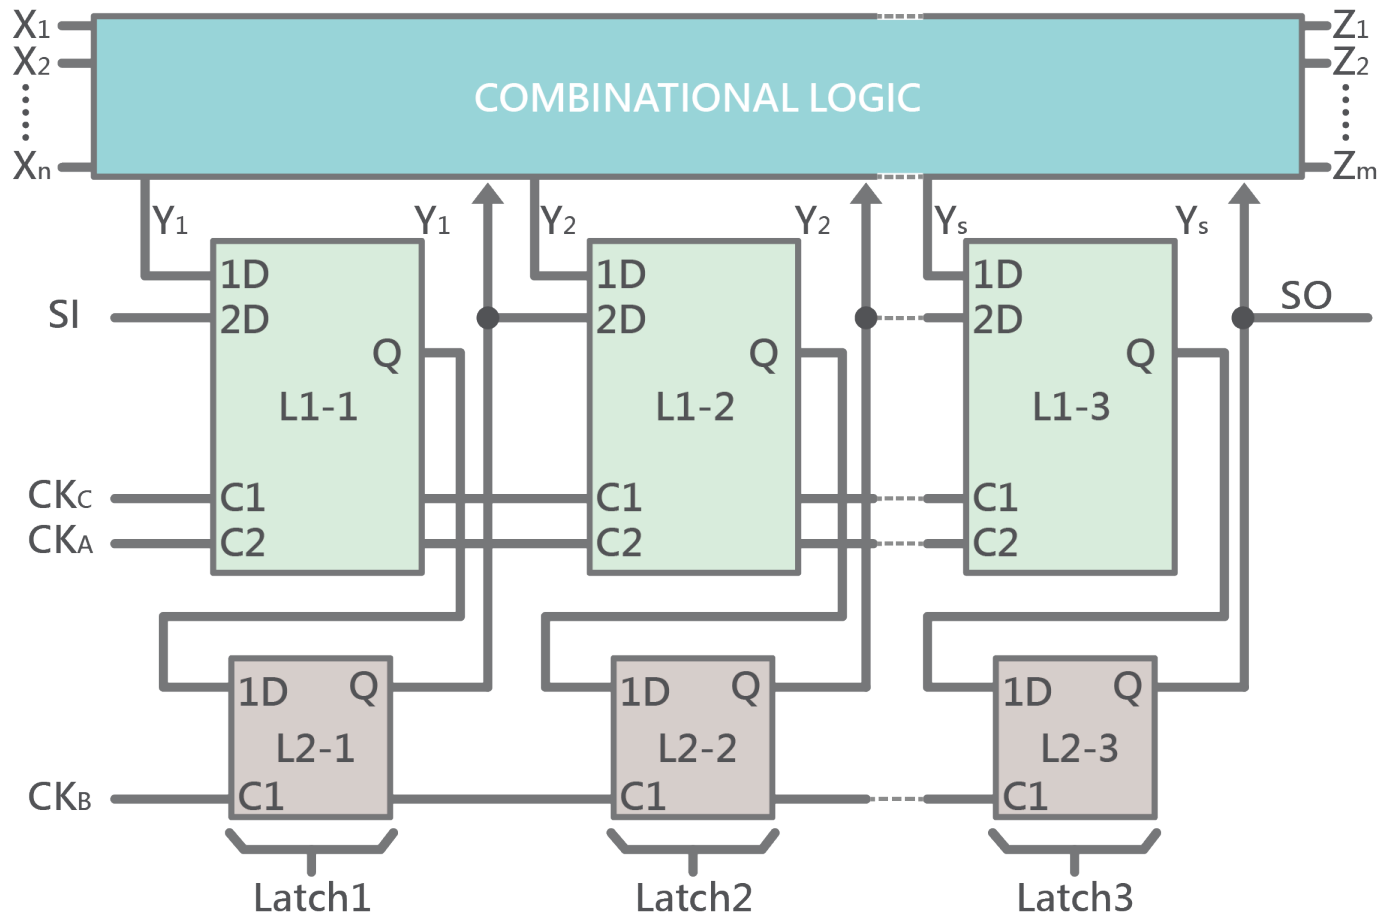 X1
X2
Xn
COMBINATIONAL LOGIC
Z1
Z2
Zm
Y1
Y1
Y2
Y2
Ys
Ys
SI
1D
2D
Q
L1-1
C1
C2
1D
2D
Q
L1-2
C1
C2
1D
2D
Q
L1-3
C1
C2
SO
CKC
CKA
1D
Q
L2-1
C1
1D
Q
L2-2
C1
1D
Q
L2-3
C1
CKB
Latch1
Latch2
Latch3